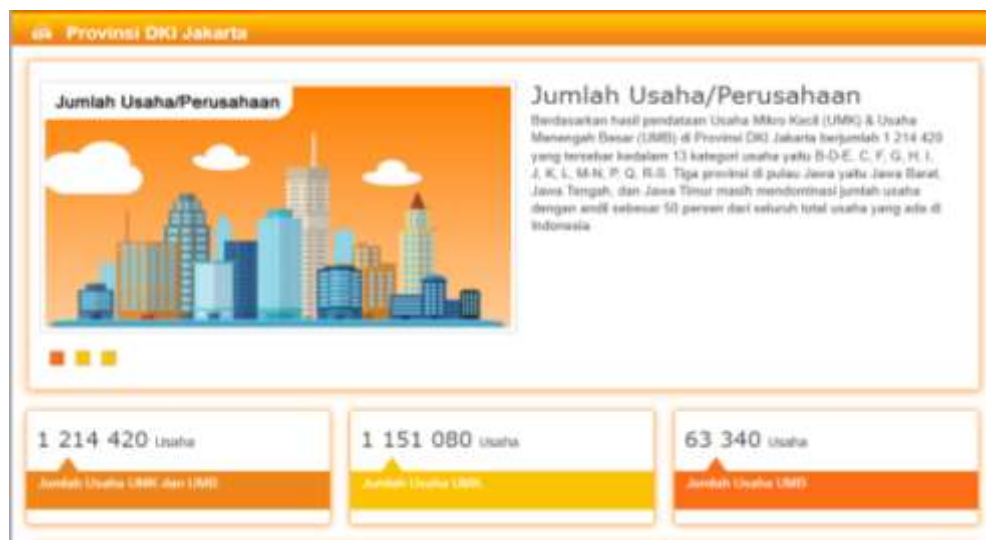 Provinsi DKI Jakarta
Jumlah Usaha/Perusahaan
Jumlah Usaha/Perusahaan
Berdasarkan hasil pendataan Usaha Mikro Kecil (UMK) & Usaha
Menengah Besar (UMB) di Provinsi DKI Jakarta berjumlah 1 214 420
yang tersebar kedalam 13 kategori usaha yaitu B-D-E, C, F, G, H, I,
J, K, L, M-N, P, Q, R-S. Tiga provinsi di pulau Jawa yaitu Jawa Barat,
Jawa Tengah, dan Jawa Timur masih mendominasi jumlah usaha
dengan andil sebesar 50 persen dari seluruh total usaha yang ada di
Indonesia
1 214 420 Usaha
Jumlah Usaha UMK dan UMB
1 151 080 Usaha
Jumlah Usaha UMK
63 340 Usaha
Jumlah Usaha UMB